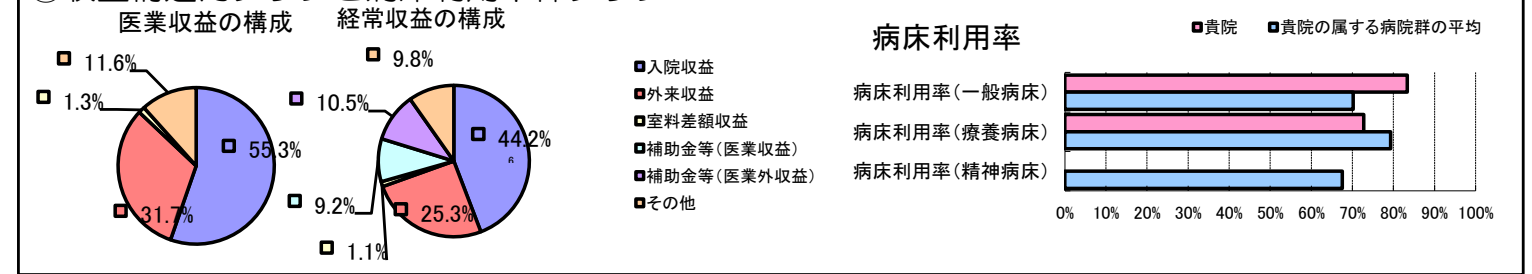 医業収益の構成
経常収益の構成
11.6%
1.3%
55.3%
31.7%
9.8%
10.5%
44.2%
9.2%
25.3%
1.1%
■入院収益
■外来収益
■室料差額収益
■補助金等(医業収益)
■補助金等(医業外収益)
■その他
病床利用率
■貴院 ■貴院の属する病院群の平均
病床利用率(一般病床)
病床利用率(療養病床)
病床利用率(精神病床)
0% 10% 20% 30% 40% 50% 60% 70% 80% 90% 100%